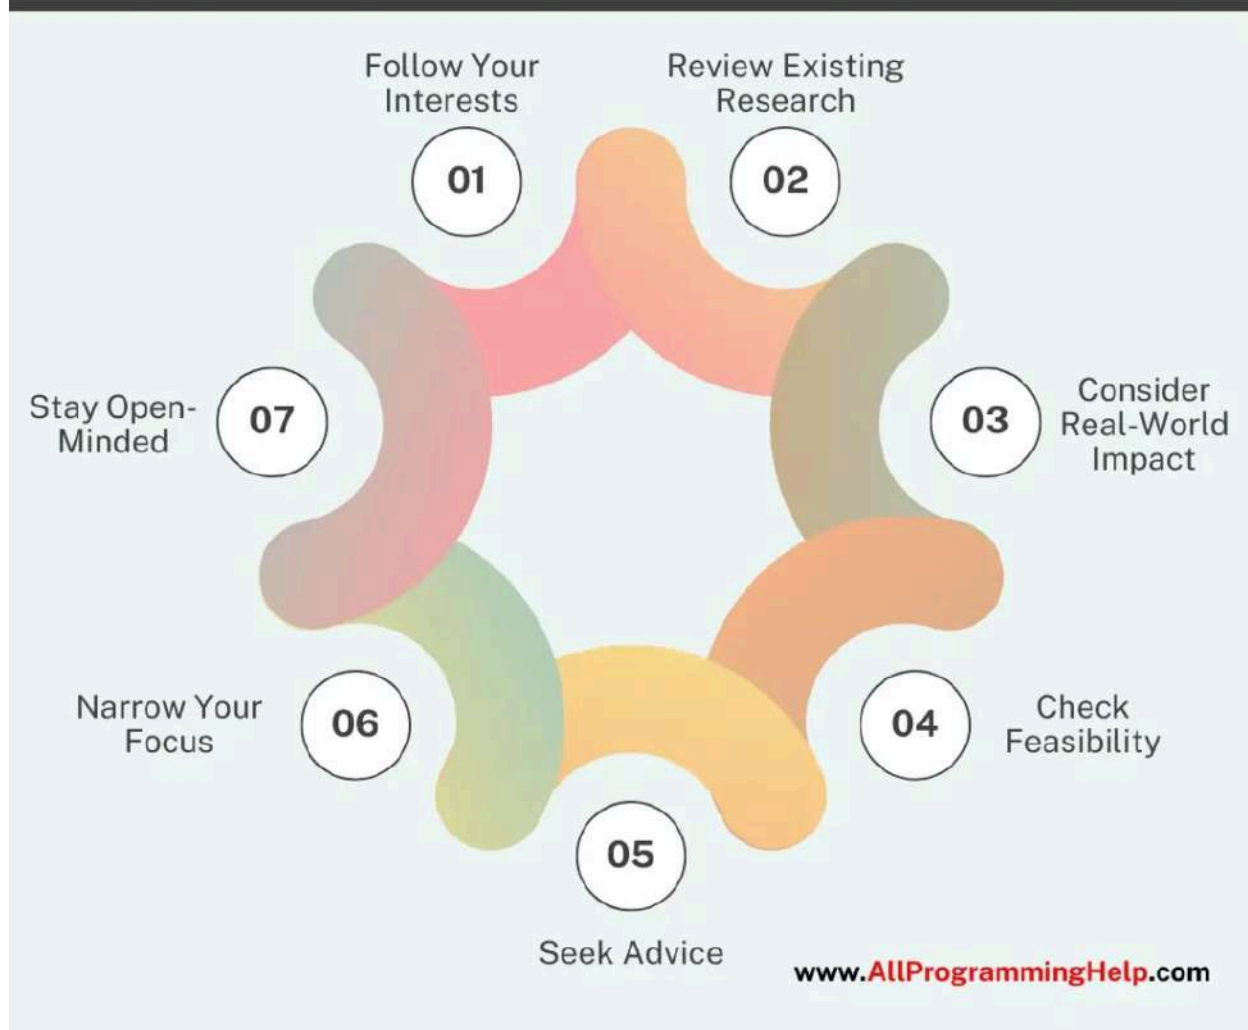 Follow Your
Interests
01
Review Existing
Research
02
03
Consider
Real-World
Impact
04
Check
Feasibility
05
Seek Advice
06
Narrow Your
Focus
07
Stay Open-
Minded
www.AllProgrammingHelp.com